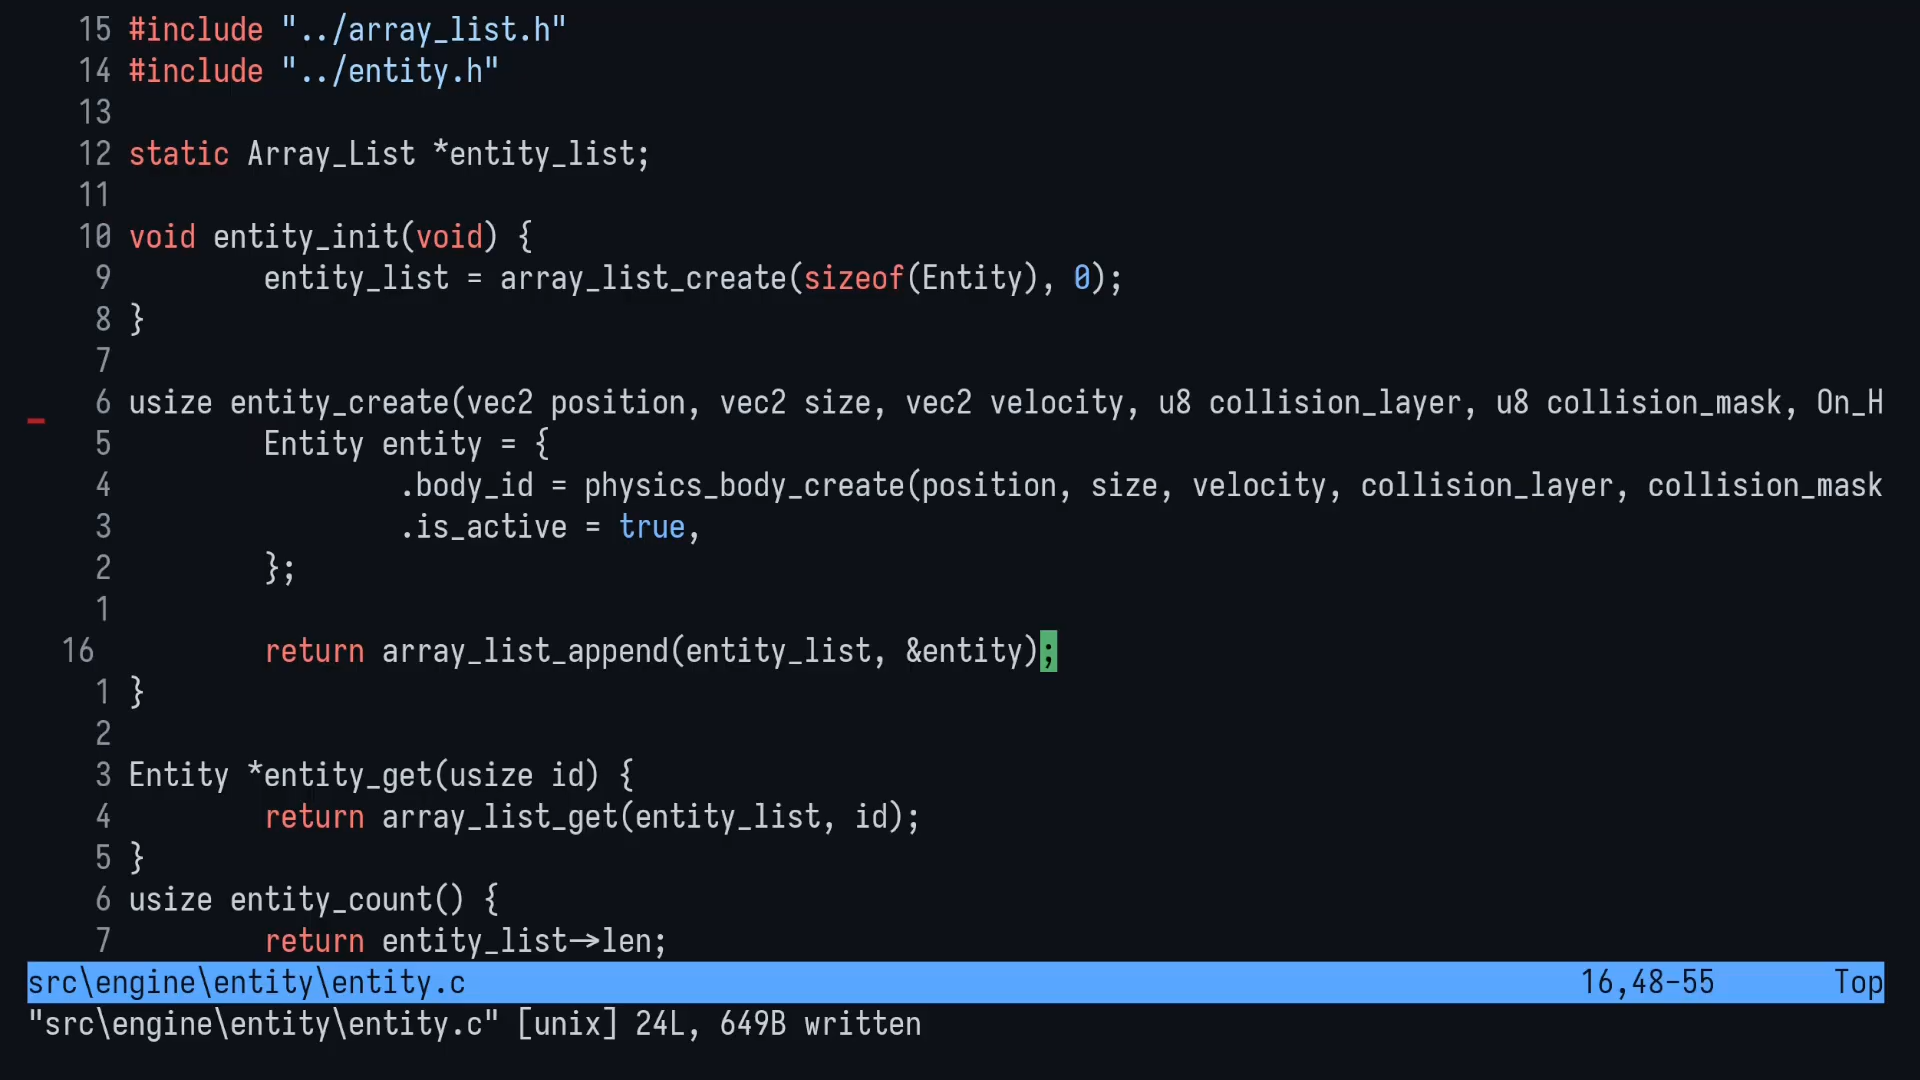 15 #include "../array_list.h"
14 #include "../entity.h"
13
12 static Array_List *entity_list;
11
10 void entity_init(void) {
9         entity_list = array_list_create(sizeof(Entity), 0);
8 }
7
6 usize entity_create(vec2 position, vec2 size, vec2 velocity, u8 collision_layer, u8 collision_mask, On_H
5         Entity entity = {
4                 .body_id = physics_body_create(position, size, velocity, collision_layer, collision_mask
3                 .is_active = true,
2         };
1
16         return array_list_append(entity_list, &entity);
1 }
2
3 Entity *entity_get(usize id) {
4         return array_list_get(entity_list, id);
5 }
6 usize entity_count() {
7         return entity_list->len;
src\engine\entity\entity.c 16,48-55 Top
"src\engine\entity\entity.c" [unix] 24L, 649B written